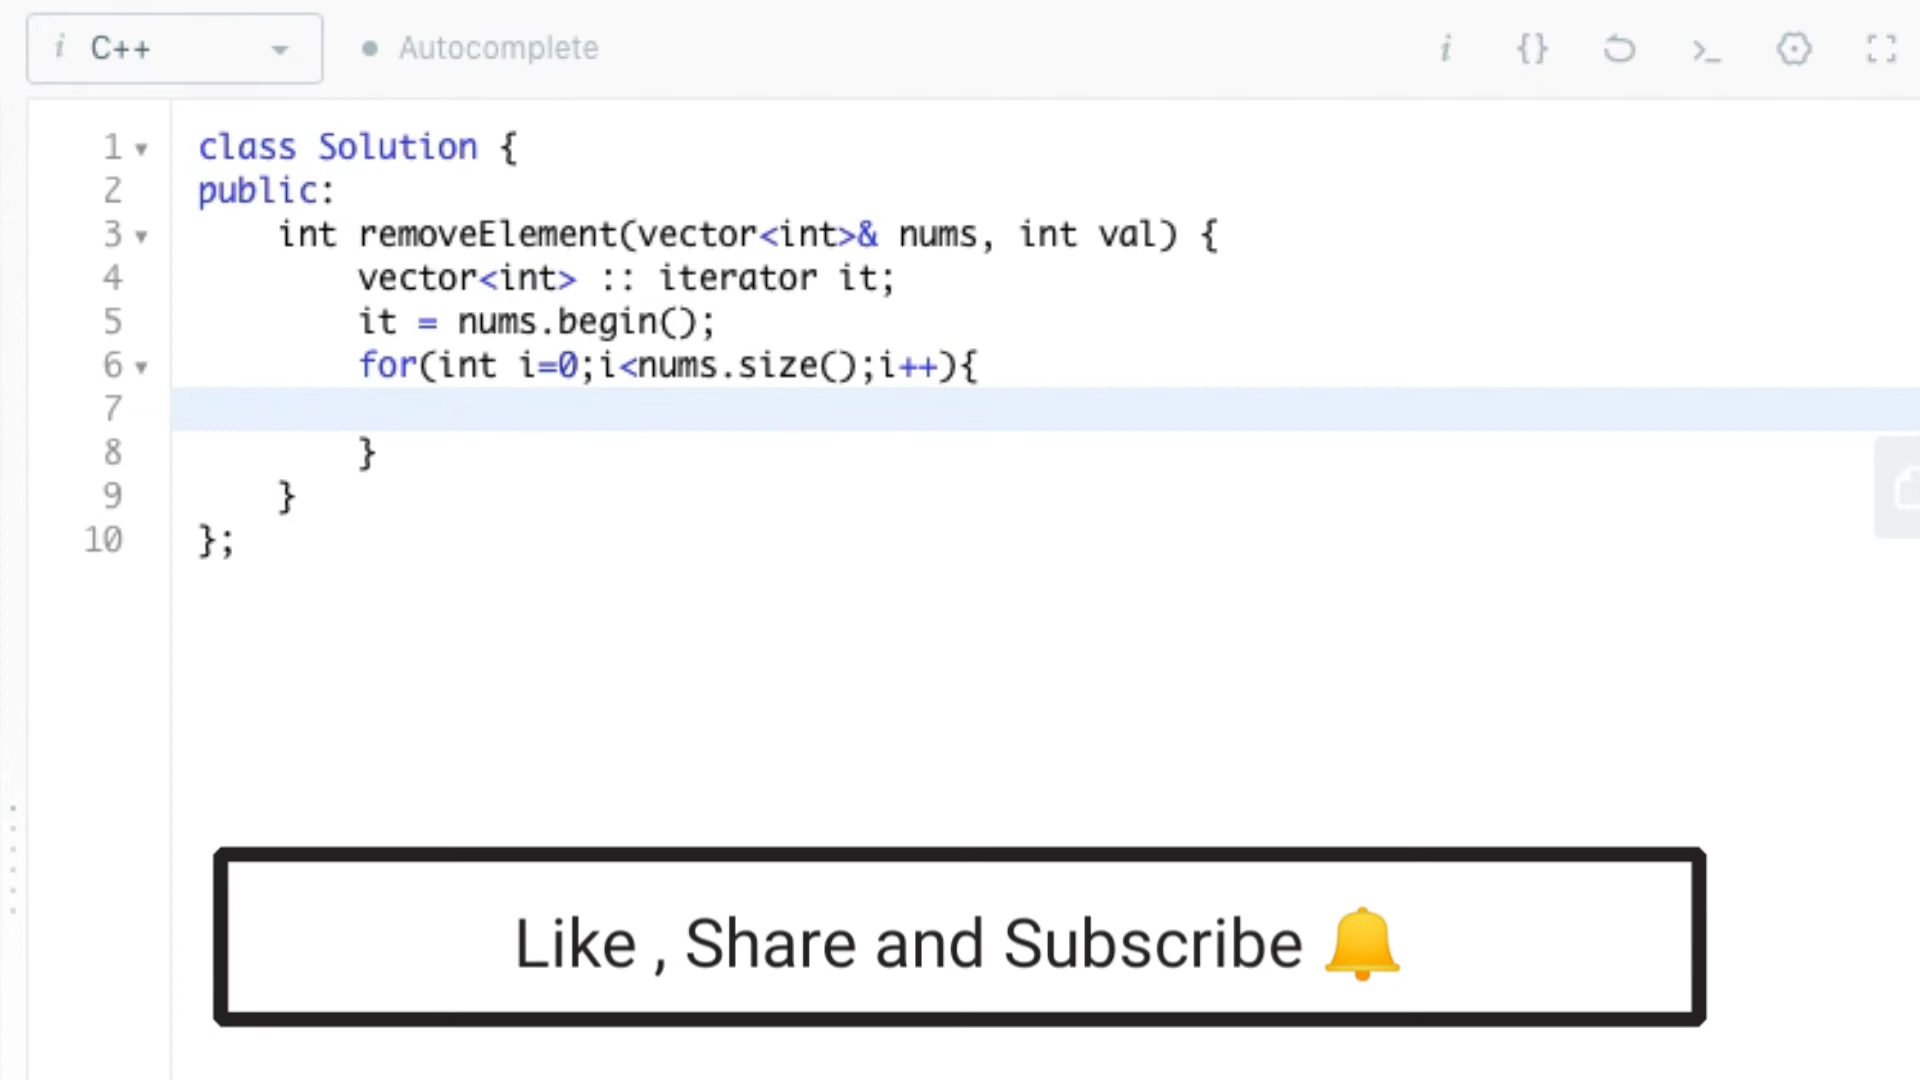 i C++ Autocomplete i {} >_
1 class Solution {
2 public:
3 int removeElement(vector<int>& nums, int val) {
4 vector<int> :: iterator it;
5 it = nums.begin();
6 for(int i=0;i<nums.size();i++){
7
8 }
9 }
10 };
Like , Share and Subscribe 🔔